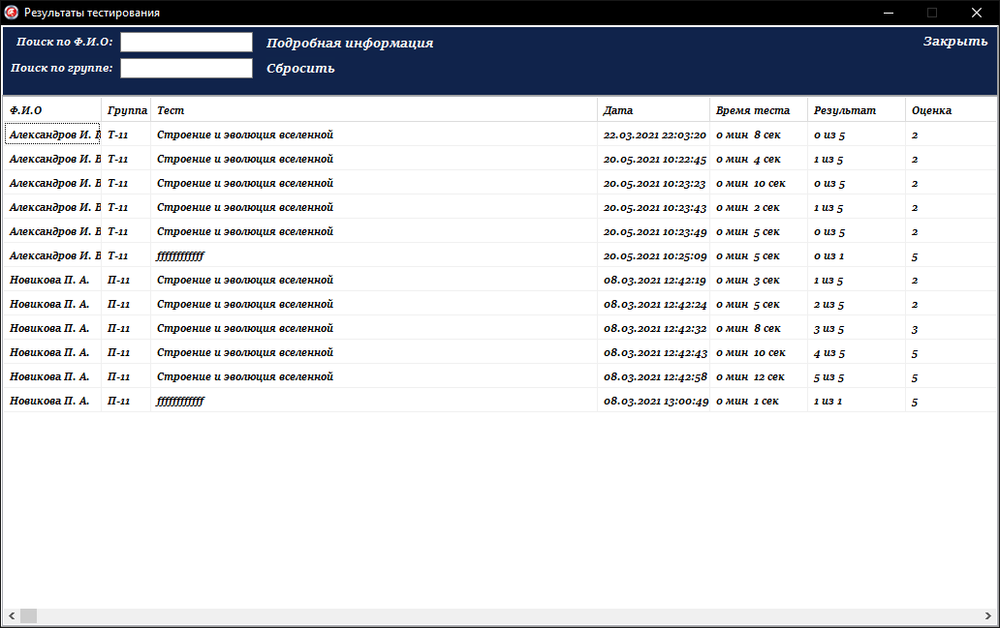 Результаты тестирования
Поиск по Ф.И.О: Подробная информация Закрыть
Поиск по группе: Сбросить
Ф.И.О Группа Тест Дата Время теста Результат Оценка
Александров И. Т-11 Строение и эволюция вселенной 22.03.2021 22:03:20 0 мин 8 сек 0 из 5 2
Александров И. В Т-11 Строение и эволюция вселенной 20.05.2021 10:22:45 0 мин 4 сек 1 из 5 2
Александров И. В Т-11 Строение и эволюция вселенной 20.05.2021 10:23:23 0 мин 10 сек 0 из 5 2
Александров И. В Т-11 Строение и эволюция вселенной 20.05.2021 10:23:43 0 мин 2 сек 1 из 5 2
Александров И. В Т-11 Строение и эволюция вселенной 20.05.2021 10:23:49 0 мин 5 сек 0 из 5 2
Александров И. В Т-11 ffffffffffff 20.05.2021 10:25:09 0 мин 5 сек 0 из 1 5
Новикова П. А. П-11 Строение и эволюция вселенной 08.03.2021 12:42:19 0 мин 3 сек 1 из 5 2
Новикова П. А. П-11 Строение и эволюция вселенной 08.03.2021 12:42:24 0 мин 5 сек 2 из 5 2
Новикова П. А. П-11 Строение и эволюция вселенной 08.03.2021 12:42:32 0 мин 8 сек 3 из 5 3
Новикова П. А. П-11 Строение и эволюция вселенной 08.03.2021 12:42:43 0 мин 10 сек 4 из 5 5
Новикова П. А. П-11 Строение и эволюция вселенной 08.03.2021 12:42:58 0 мин 12 сек 5 из 5 5
Новикова П. А. П-11 ffffffffffff 08.03.2021 13:00:49 0 мин 1 сек 1 из 1 5